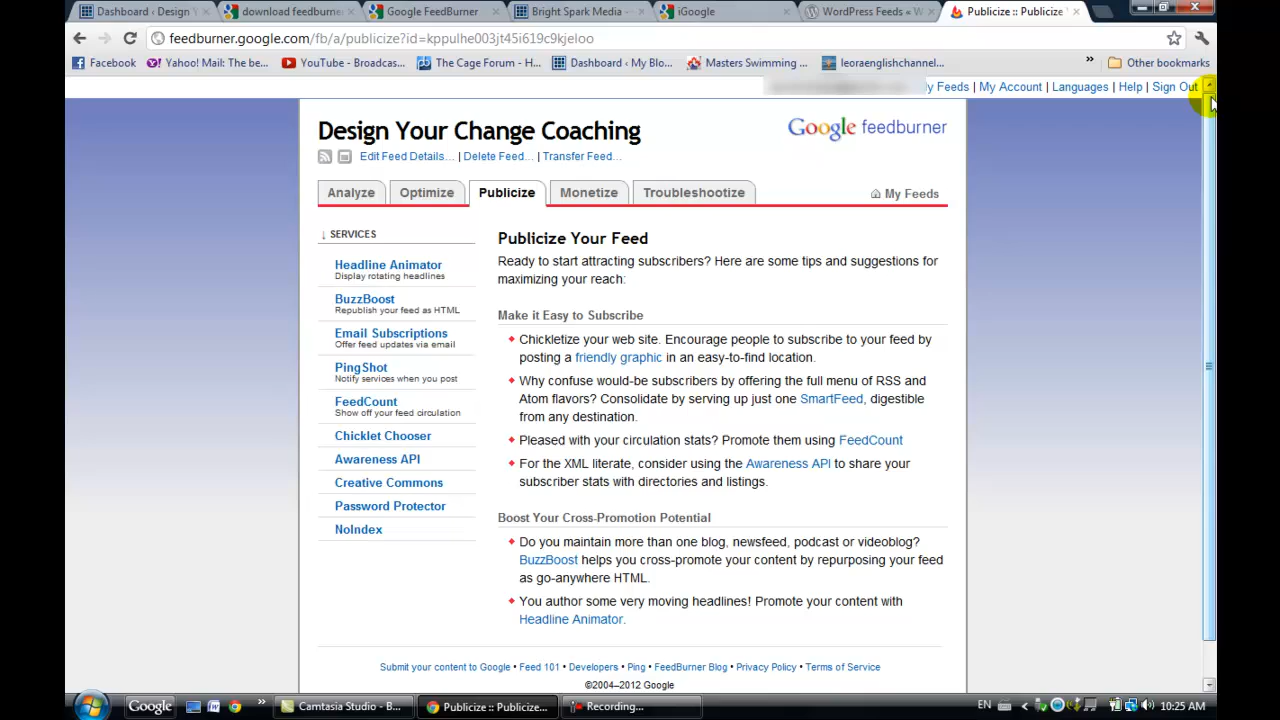 Dashboard ‹ Design Y
download feedburne
Google FeedBurner
Bright Spark Media –
iGoogle
WordPress Feeds « W
Publicize :: Publicize
feedburner.google.com/fb/a/publicize?id=kppulhe003jt45i619c9kjeloo
Facebook
Yahoo! Mail: The be...
YouTube - Broadcas...
The Cage Forum - H...
Dashboard ‹ My Blo...
Masters Swimming ...
leoraenglishchannel...
»
Other bookmarks
y Feeds | My Account | Languages | Help | Sign Out
Design Your Change Coaching
Google feedburner
Edit Feed Details... | Delete Feed... | Transfer Feed...
Analyze
Optimize
Publicize
Monetize
Troubleshootize
My Feeds
↓ SERVICES
Headline Animator
Display rotating headlines
BuzzBoost
Republish your feed as HTML
Email Subscriptions
Offer feed updates via email
PingShot
Notify services when you post
FeedCount
Show off your feed circulation
Chicklet Chooser
Awareness API
Creative Commons
Password Protector
NoIndex
Publicize Your Feed
Ready to start attracting subscribers? Here are some tips and suggestions for
maximizing your reach:
Make it Easy to Subscribe
Chickletize your web site. Encourage people to subscribe to your feed by
posting a friendly graphic in an easy-to-find location.
Why confuse would-be subscribers by offering the full menu of RSS and
Atom flavors? Consolidate by serving up just one SmartFeed, digestible
from any destination.
Pleased with your circulation stats? Promote them using FeedCount
For the XML literate, consider using the Awareness API to share your
subscriber stats with directories and listings.
Boost Your Cross-Promotion Potential
Do you maintain more than one blog, newsfeed, podcast or videoblog?
BuzzBoost helps you cross-promote your content by repurposing your feed
as go-anywhere HTML.
You author some very moving headlines! Promote your content with
Headline Animator.
Submit your content to Google • Feed 101 • Developers • Ping • FeedBurner Blog • Privacy Policy • Terms of Service
©2004–2012 Google
Google
»
Camtasia Studio - B...
Publicize :: Publicize...
Recording...
EN
10:25 AM